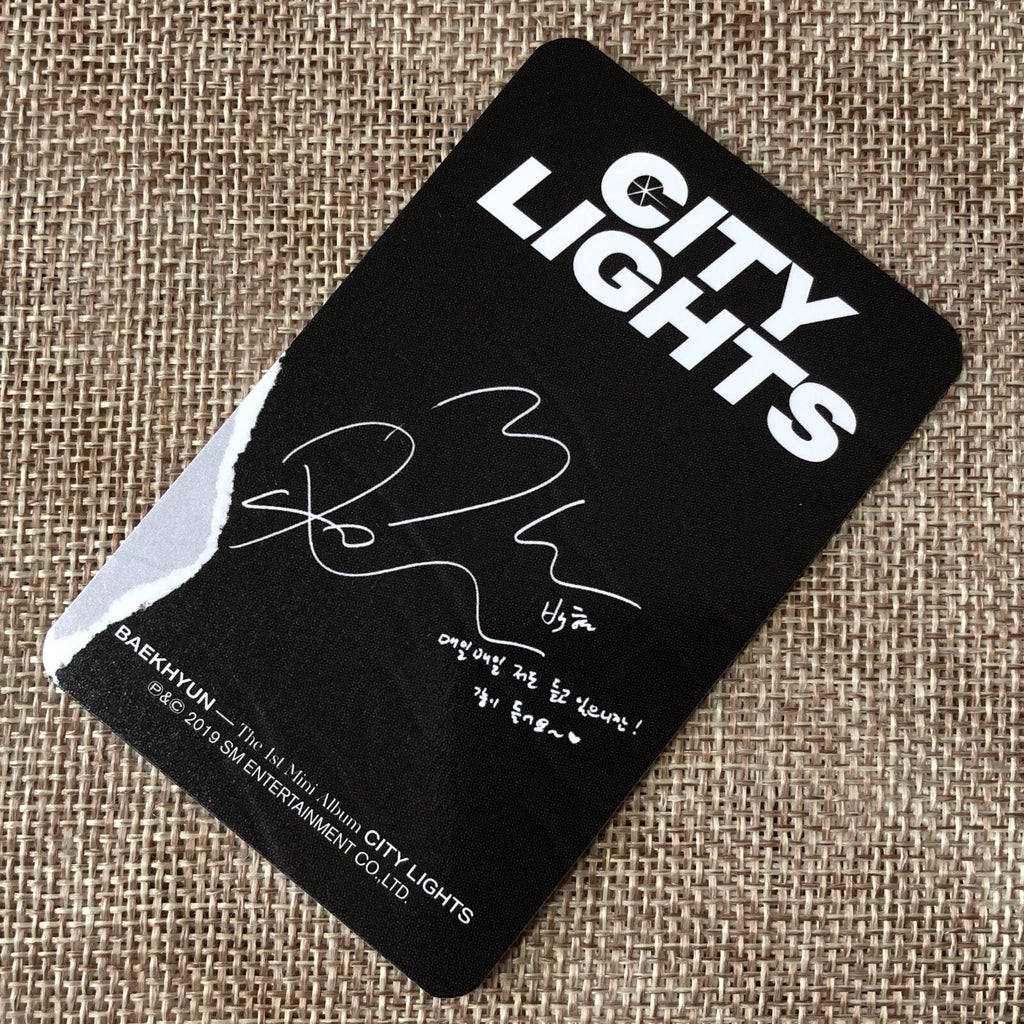 CITY
LIGHTS
백현
매일매일 저도 듣고 있으니깐!
같이 들어요~♥
BAEKHYUN — The 1st Mini Album CITY LIGHTS
℗&© 2019 SM ENTERTAINMENT CO.,LTD.